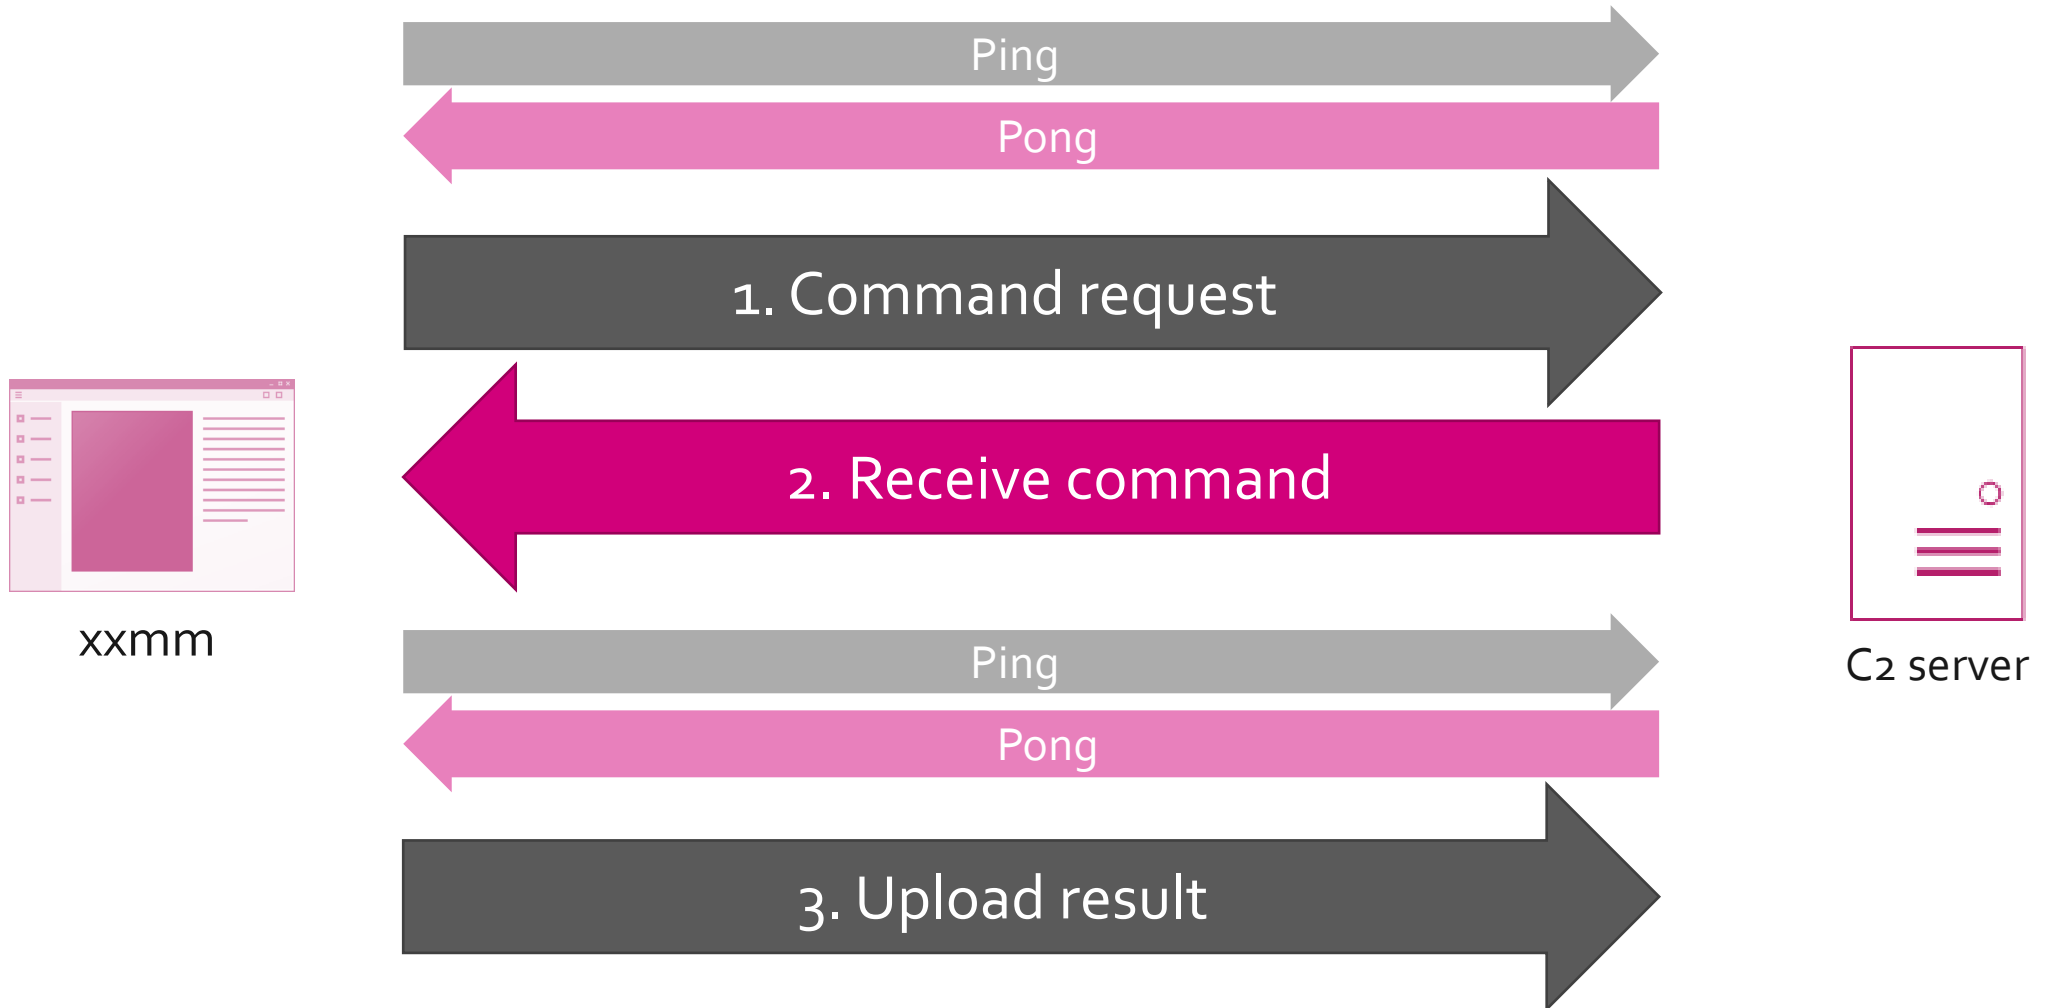 Ping
Pong
1. Command request
2. Receive command
xxmm
C2 server
Ping
Pong
3. Upload result